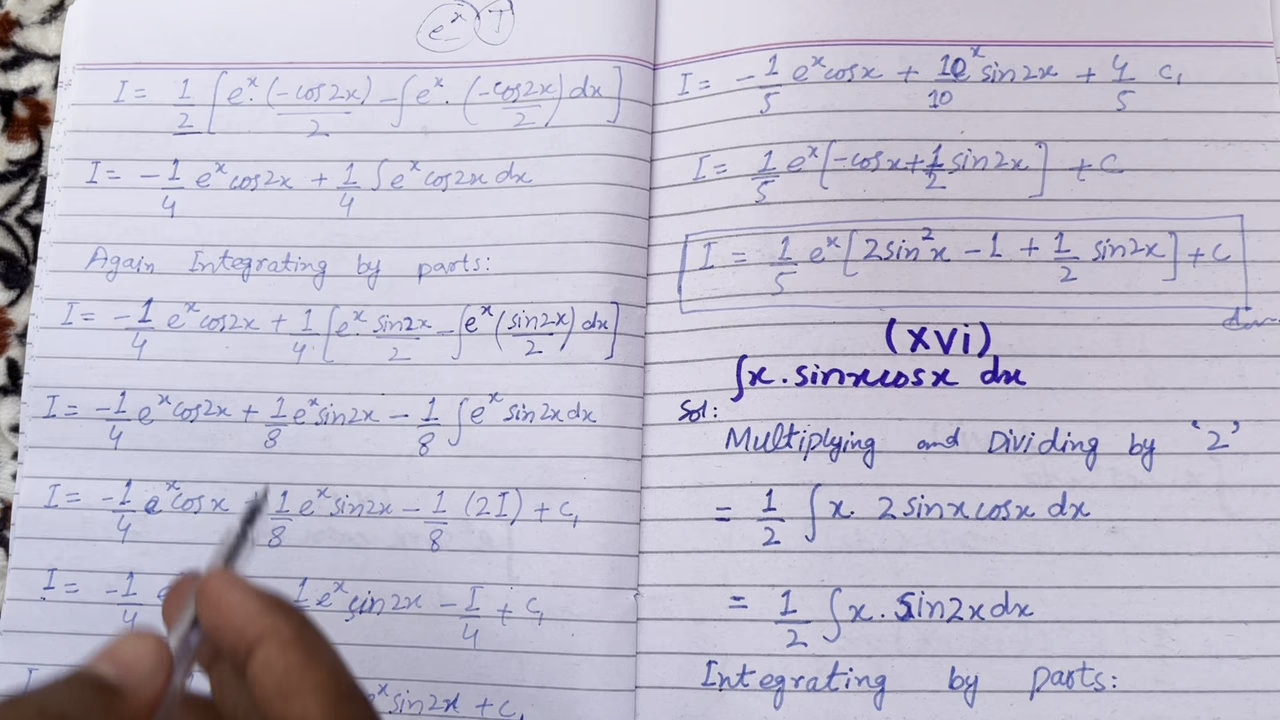 e^x I
I = 1/2 [e^x. (-cos2x)/2 - ∫e^x. (-cos2x/2) dx]
I = -1/4 e^x cos2x + 1/4 ∫e^x cos2x dx
Again Integrating by parts:
I = -1/4 e^x cos2x + 1/4 [e^x. sin2x/2 - ∫e^x (sin2x/2) dx]
I = -1/4 e^x cos2x + 1/8 e^x sin2x - 1/8 ∫e^x sin2x dx
I = -1/4 e^x cosx + 1/8 e^x sin2x - 1/8 (2I) + c₁
I = -1/4 1 e^x sin2x - I/4 + c₁
sin2x + c₁
I = -1/5 e^x cosx + 10e^x/10 sin2x + 4/5 c₁
I = 1/5 e^x [-cosx + 1/2 sin2x] + c
I = 1/5 e^x [2sin²x - 1 + 1/2 sin2x] + c
(xvi)
∫x.sinxcosx dx
Sol:
Multiplying and Dividing by '2'
= 1/2 ∫x. 2sinxcosx dx
= 1/2 ∫x. Sin2x dx
Integrating by parts: